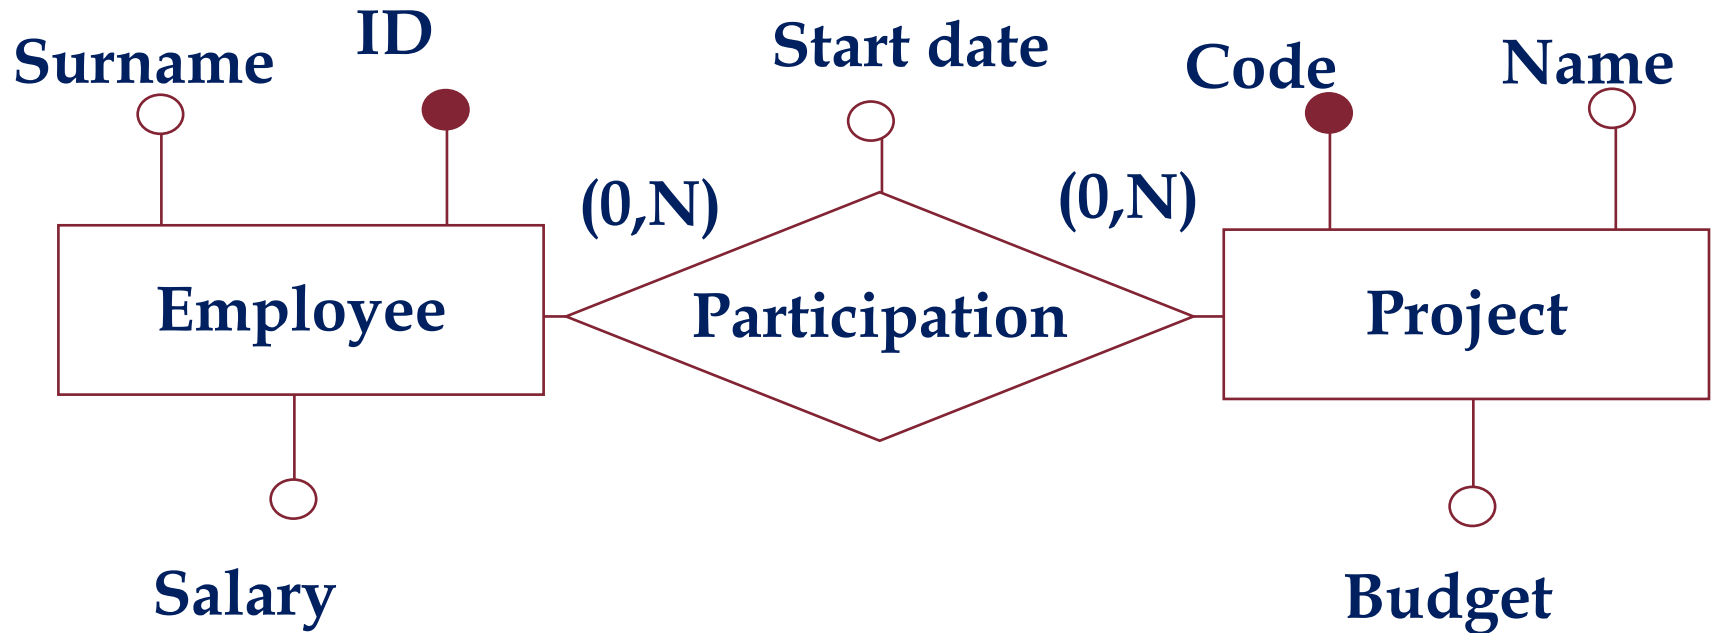 Surname
ID
Start date
Code
Name
(0,N)
(0,N)
Employee
Participation
Project
Salary
Budget